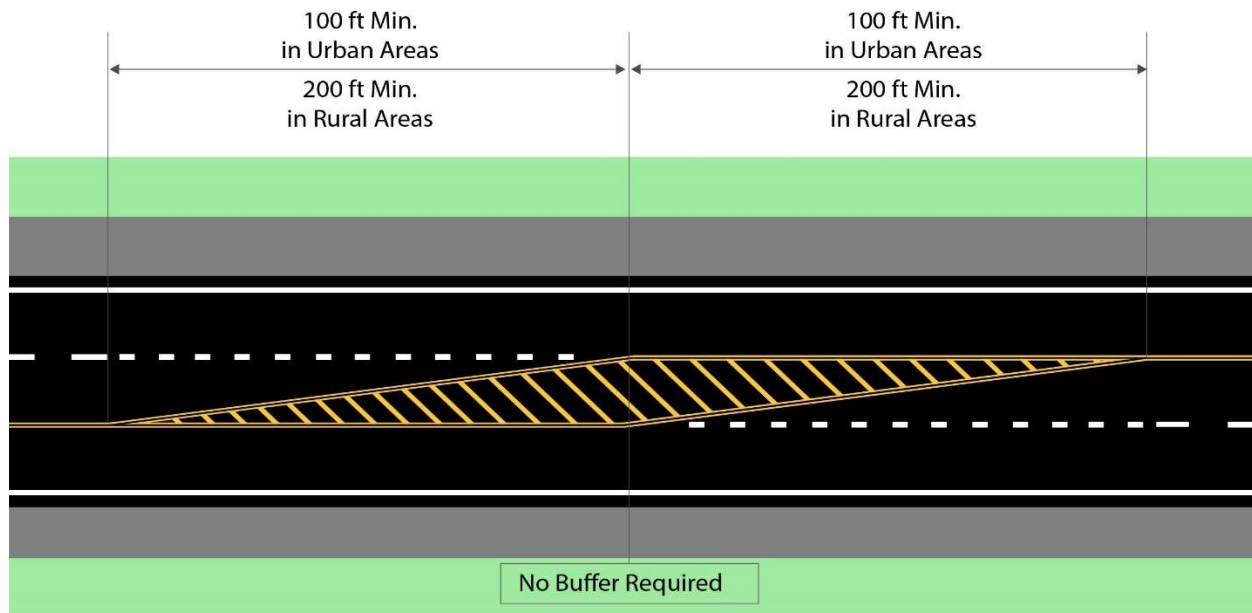 100 ft Min.
in Urban Areas
200 ft Min.
in Rural Areas
100 ft Min.
in Urban Areas
200 ft Min.
in Rural Areas
No Buffer Required